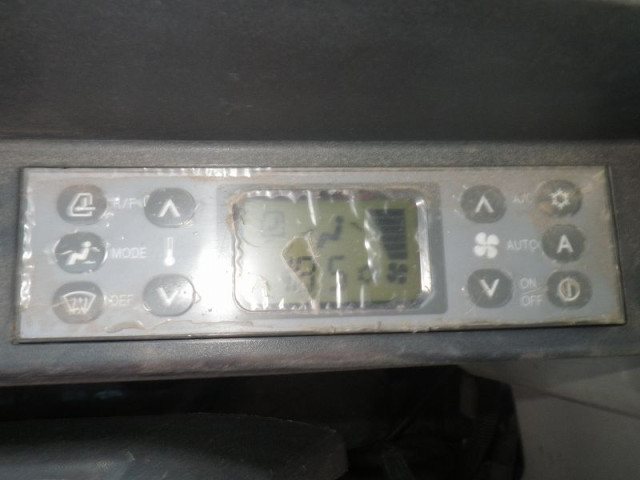 R/F
MODE
DEF
A/C
AUTO
A
ON
OFF